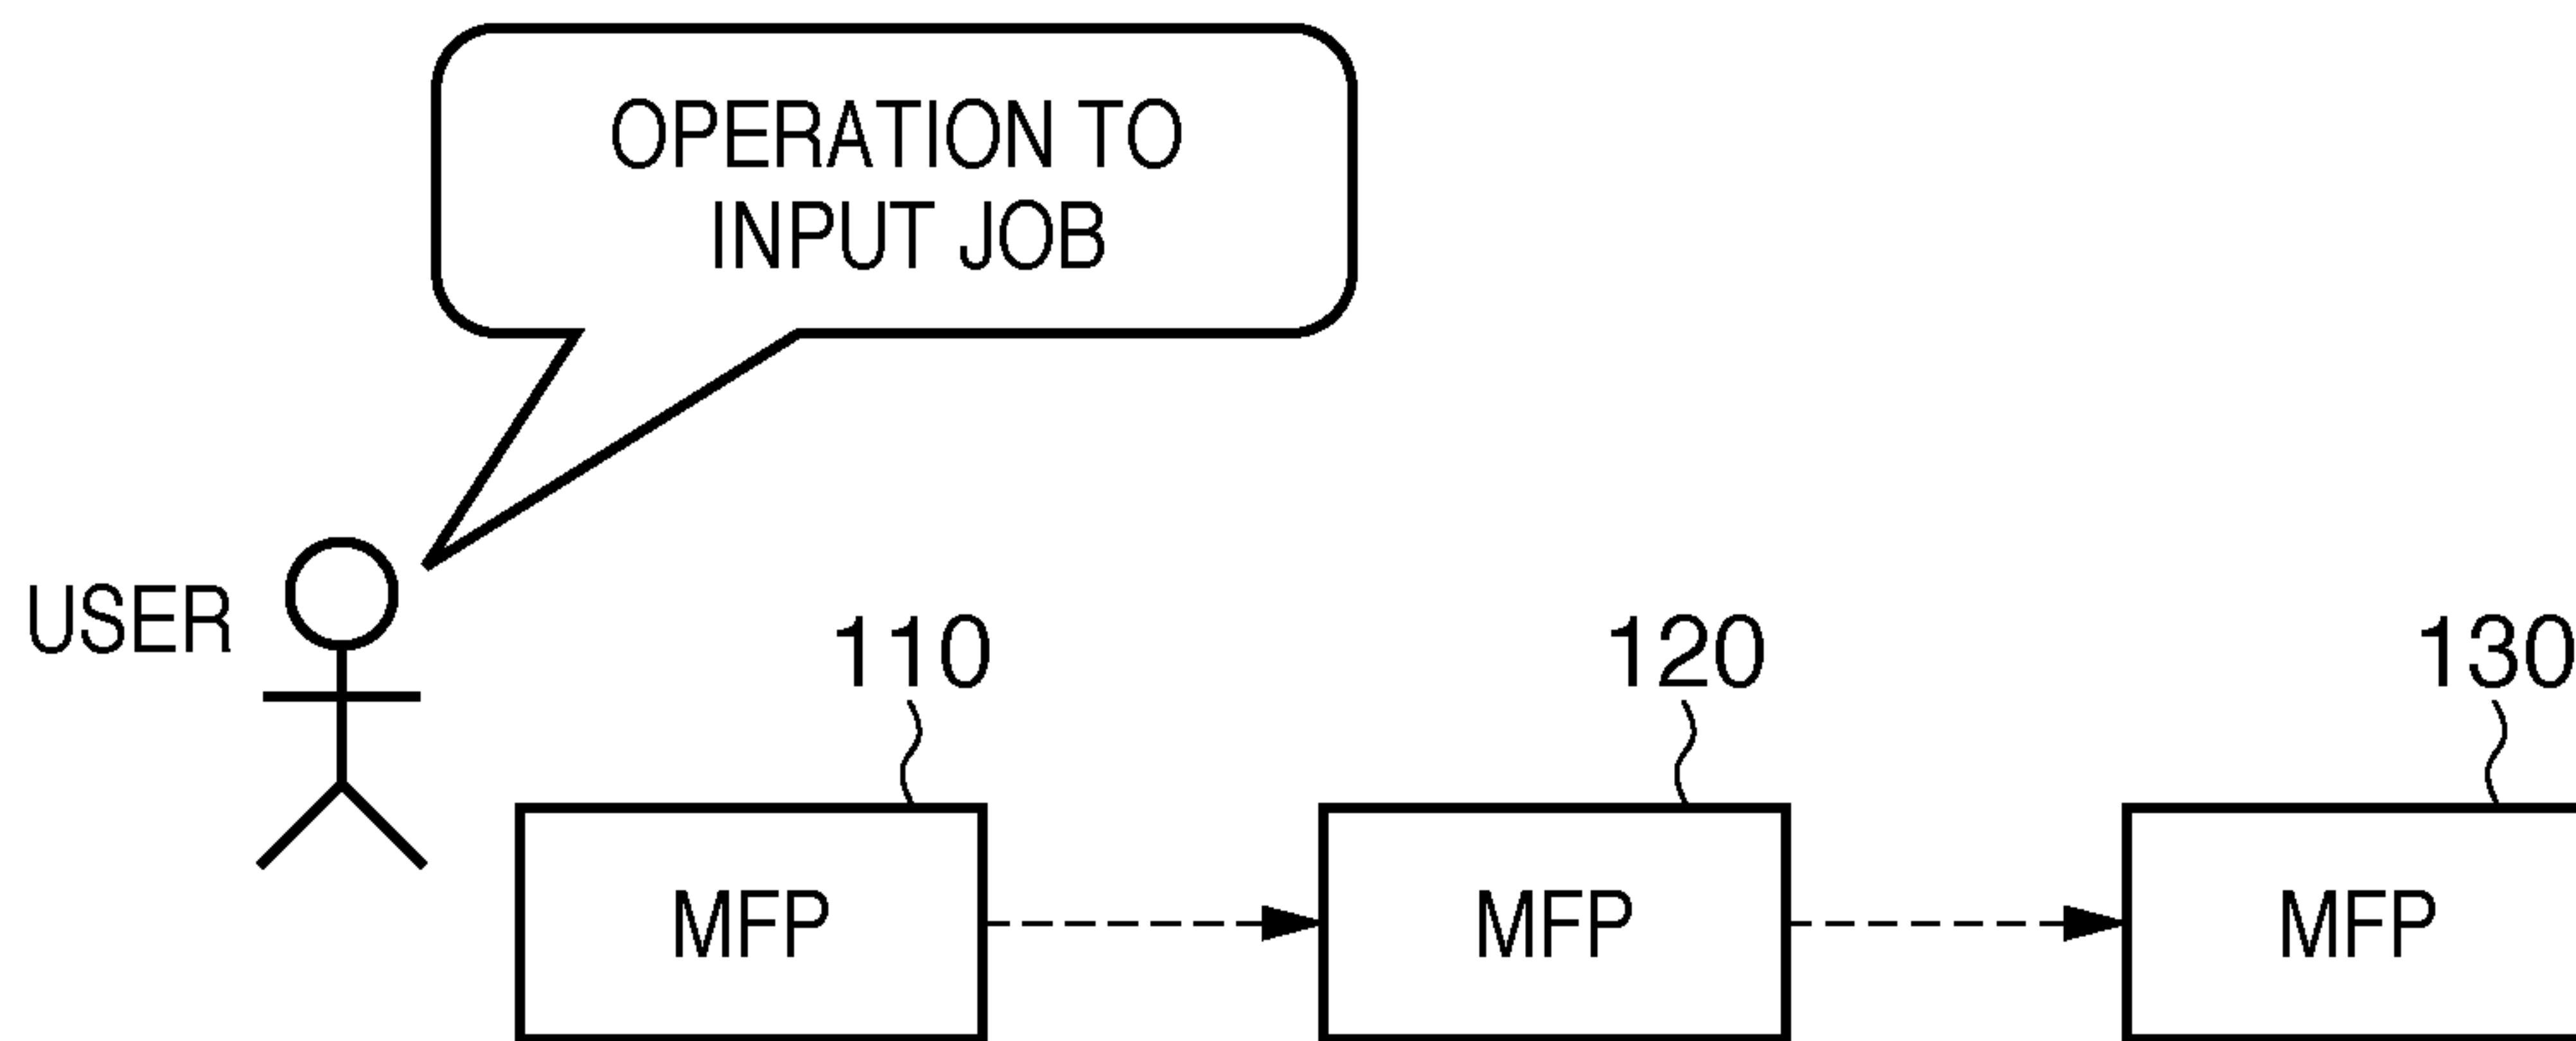 OPERATION TO
INPUT JOB
USER
110
120
130
MFP
MFP
MFP